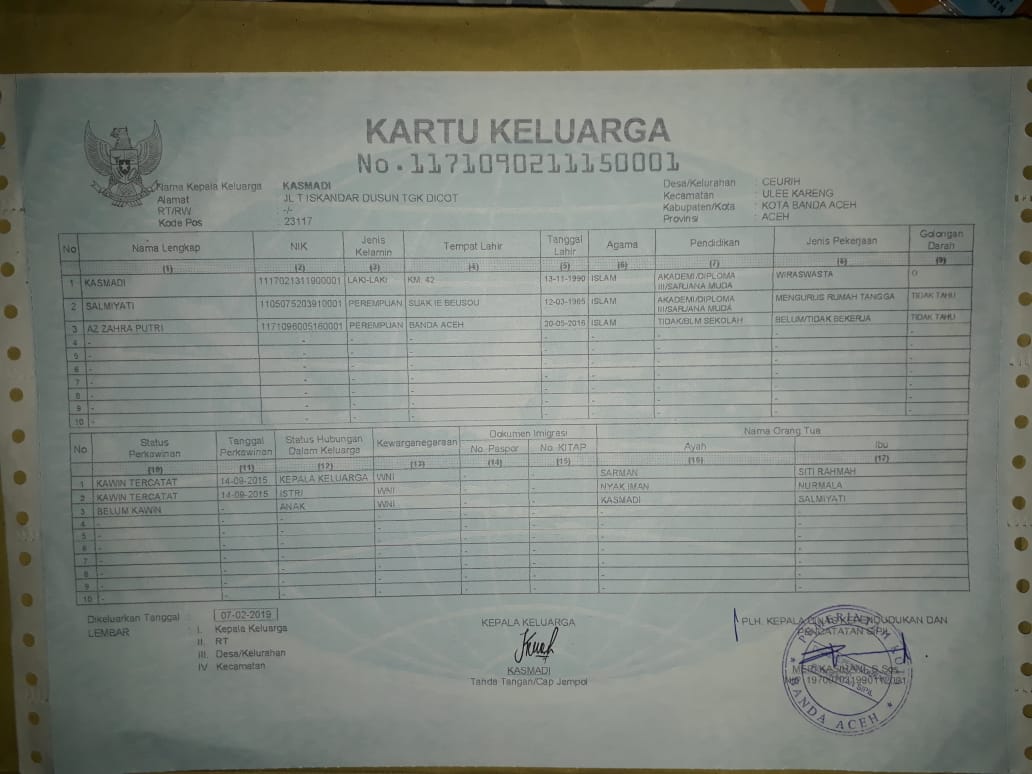 KARTU KELUARGA
No.1171090211150001
Nama Kepala Keluarga KASMADI
Alamat JL T ISKANDAR DUSUN TGK DICOT
RT/RW : -/-
Kode Pos 23117
Desa/Kelurahan : CEURIH
Kecamatan : ULEE KARENG
Kabupaten/Kota : KOTA BANDA ACEH
Provinsi : ACEH
No Nama Lengkap NIK Jenis Kelamin Tempat Lahir Tanggal Lahir Agama Pendidikan Jenis Pekerjaan Golongan Darah
(1) (2) (3) (4) (5) (6) (7) (8) (9)
1 KASMADI 1117021311900001 LAKI-LAKI KM. 42 13-11-1990 ISLAM AKADEMI/DIPLOMA III/SARJANA MUDA WIRASWASTA O
2 SALMIYATI 1105075203910001 PEREMPUAN SUAK IE BEUSOU 12-03-1985 ISLAM AKADEMI/DIPLOMA III/SARJANA MUDA MENGURUS RUMAH TANGGA TIDAK TAHU
3 AZ ZAHRA PUTRI 1171096005160001 PEREMPUAN BANDA ACEH 20-05-2016 ISLAM TIDAK/BLM SEKOLAH BELUM/TIDAK BEKERJA TIDAK TAHU
4 - - - - - - - - -
5 - - - - - - - - -
6 - - - - - - - - -
7 - - - - - - - - -
8 - - - - - - - - -
9 - - - - - - - - -
10 - - - - - - - - -
No Status Perkawinan Tanggal Perkawinan Status Hubungan Dalam Keluarga Kewarganegaraan Dokumen Imigrasi Nama Orang Tua
No. Paspor No. KITAP Ayah Ibu
(10) (11) (12) (13) (14) (15) (16) (17)
1 KAWIN TERCATAT 14-09-2015 KEPALA KELUARGA WNI - - SARMAN SITI RAHMAH
2 KAWIN TERCATAT 14-09-2015 ISTRI WNI - - NYAK IMAN NURMALA
3 BELUM KAWIN - ANAK WNI - - KASMADI SALMIYATI
4 - - - - - - - -
5 - - - - - - - -
6 - - - - - - - -
7 - - - - - - - -
8 - - - - - - - -
9 - - - - - - - -
10 - - - - - - - -
Dikeluarkan Tanggal : 07-02-2019
LEMBAR : I. Kepala Keluarga
II. RT
III. Desa/Kelurahan
IV Kecamatan
KEPALA KELUARGA
KASMADI
Tanda Tangan/Cap Jempol
PLH. KEPALA DINAS KEPENDUDUKAN DAN
PENCATATAN SIPIL
BANDA ACEH